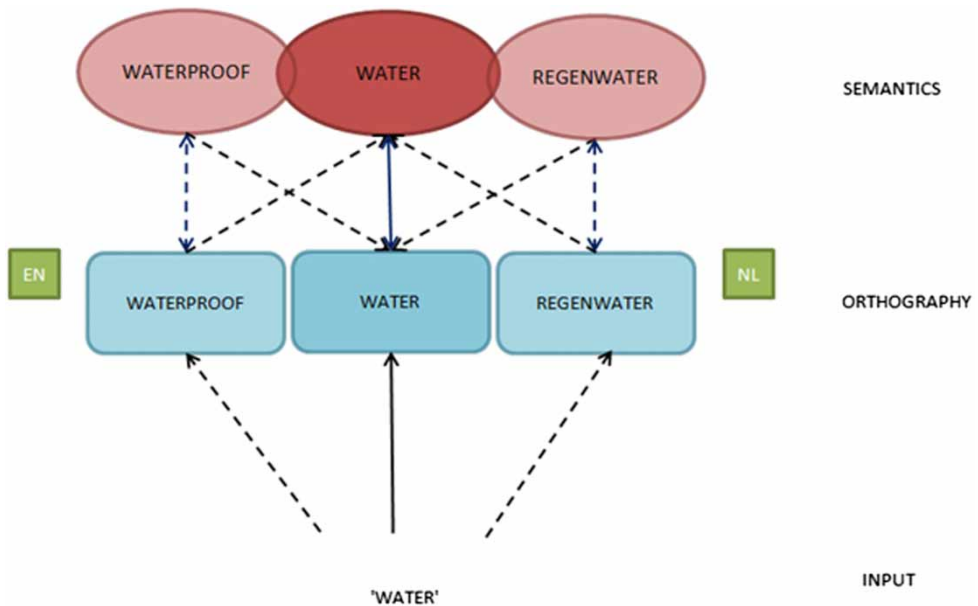 WATERPROOF
WATER
REGENWATER
SEMANTICS
EN
WATERPROOF
WATER
REGENWATER
NL
ORTHOGRAPHY
INPUT
'WATER'